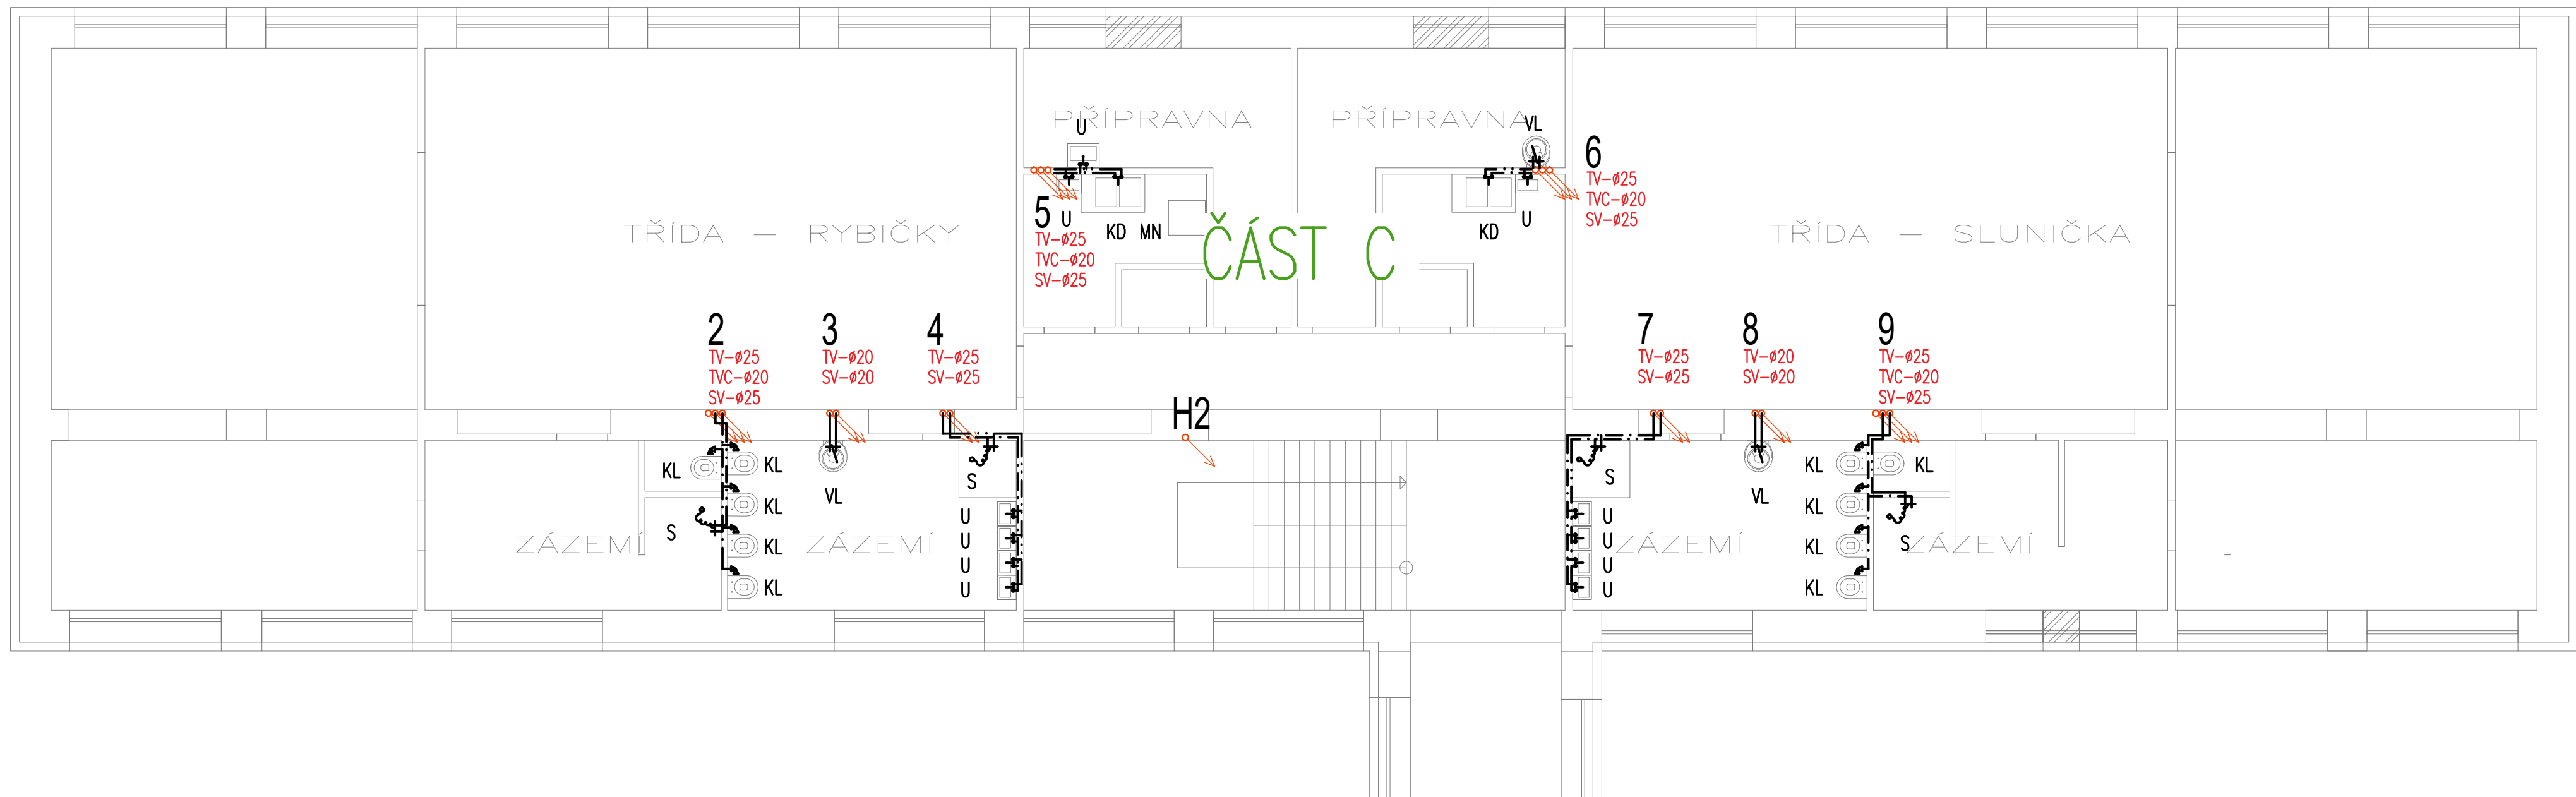 PŘÍPRAVNA
PŘÍPRAVNA
U
VL
6
TV-ø25
TVC-ø20
SV-ø25
5
U
KD
MN
TV-ø25
TVC-ø20
SV-ø25
KD
U
TŘÍDA - RYBIČKY
ČÁST C
TŘÍDA - SLUNIČKA
2
TV-ø25
TVC-ø20
SV-ø25
3
TV-ø20
SV-ø20
4
TV-ø25
SV-ø25
7
TV-ø25
SV-ø25
8
TV-ø20
SV-ø20
9
TV-ø25
TVC-ø20
SV-ø25
H2
KL
KL
KL
KL
KL
S
VL
S
U
U
U
U
ZÁZEMÍ
ZÁZEMÍ
S
U
U
U
U
VL
KL
KL
KL
KL
KL
S
ZÁZEMÍ
ZÁZEMÍ